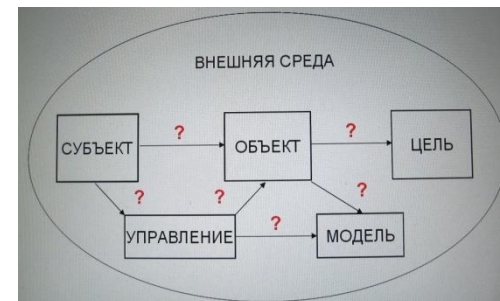 ВНЕШНЯЯ СРЕДА
СУБЪЕКТ
?
ОБЪЕКТ
?
ЦЕЛЬ
?
?
?
УПРАВЛЕНИЕ
?
МОДЕЛЬ